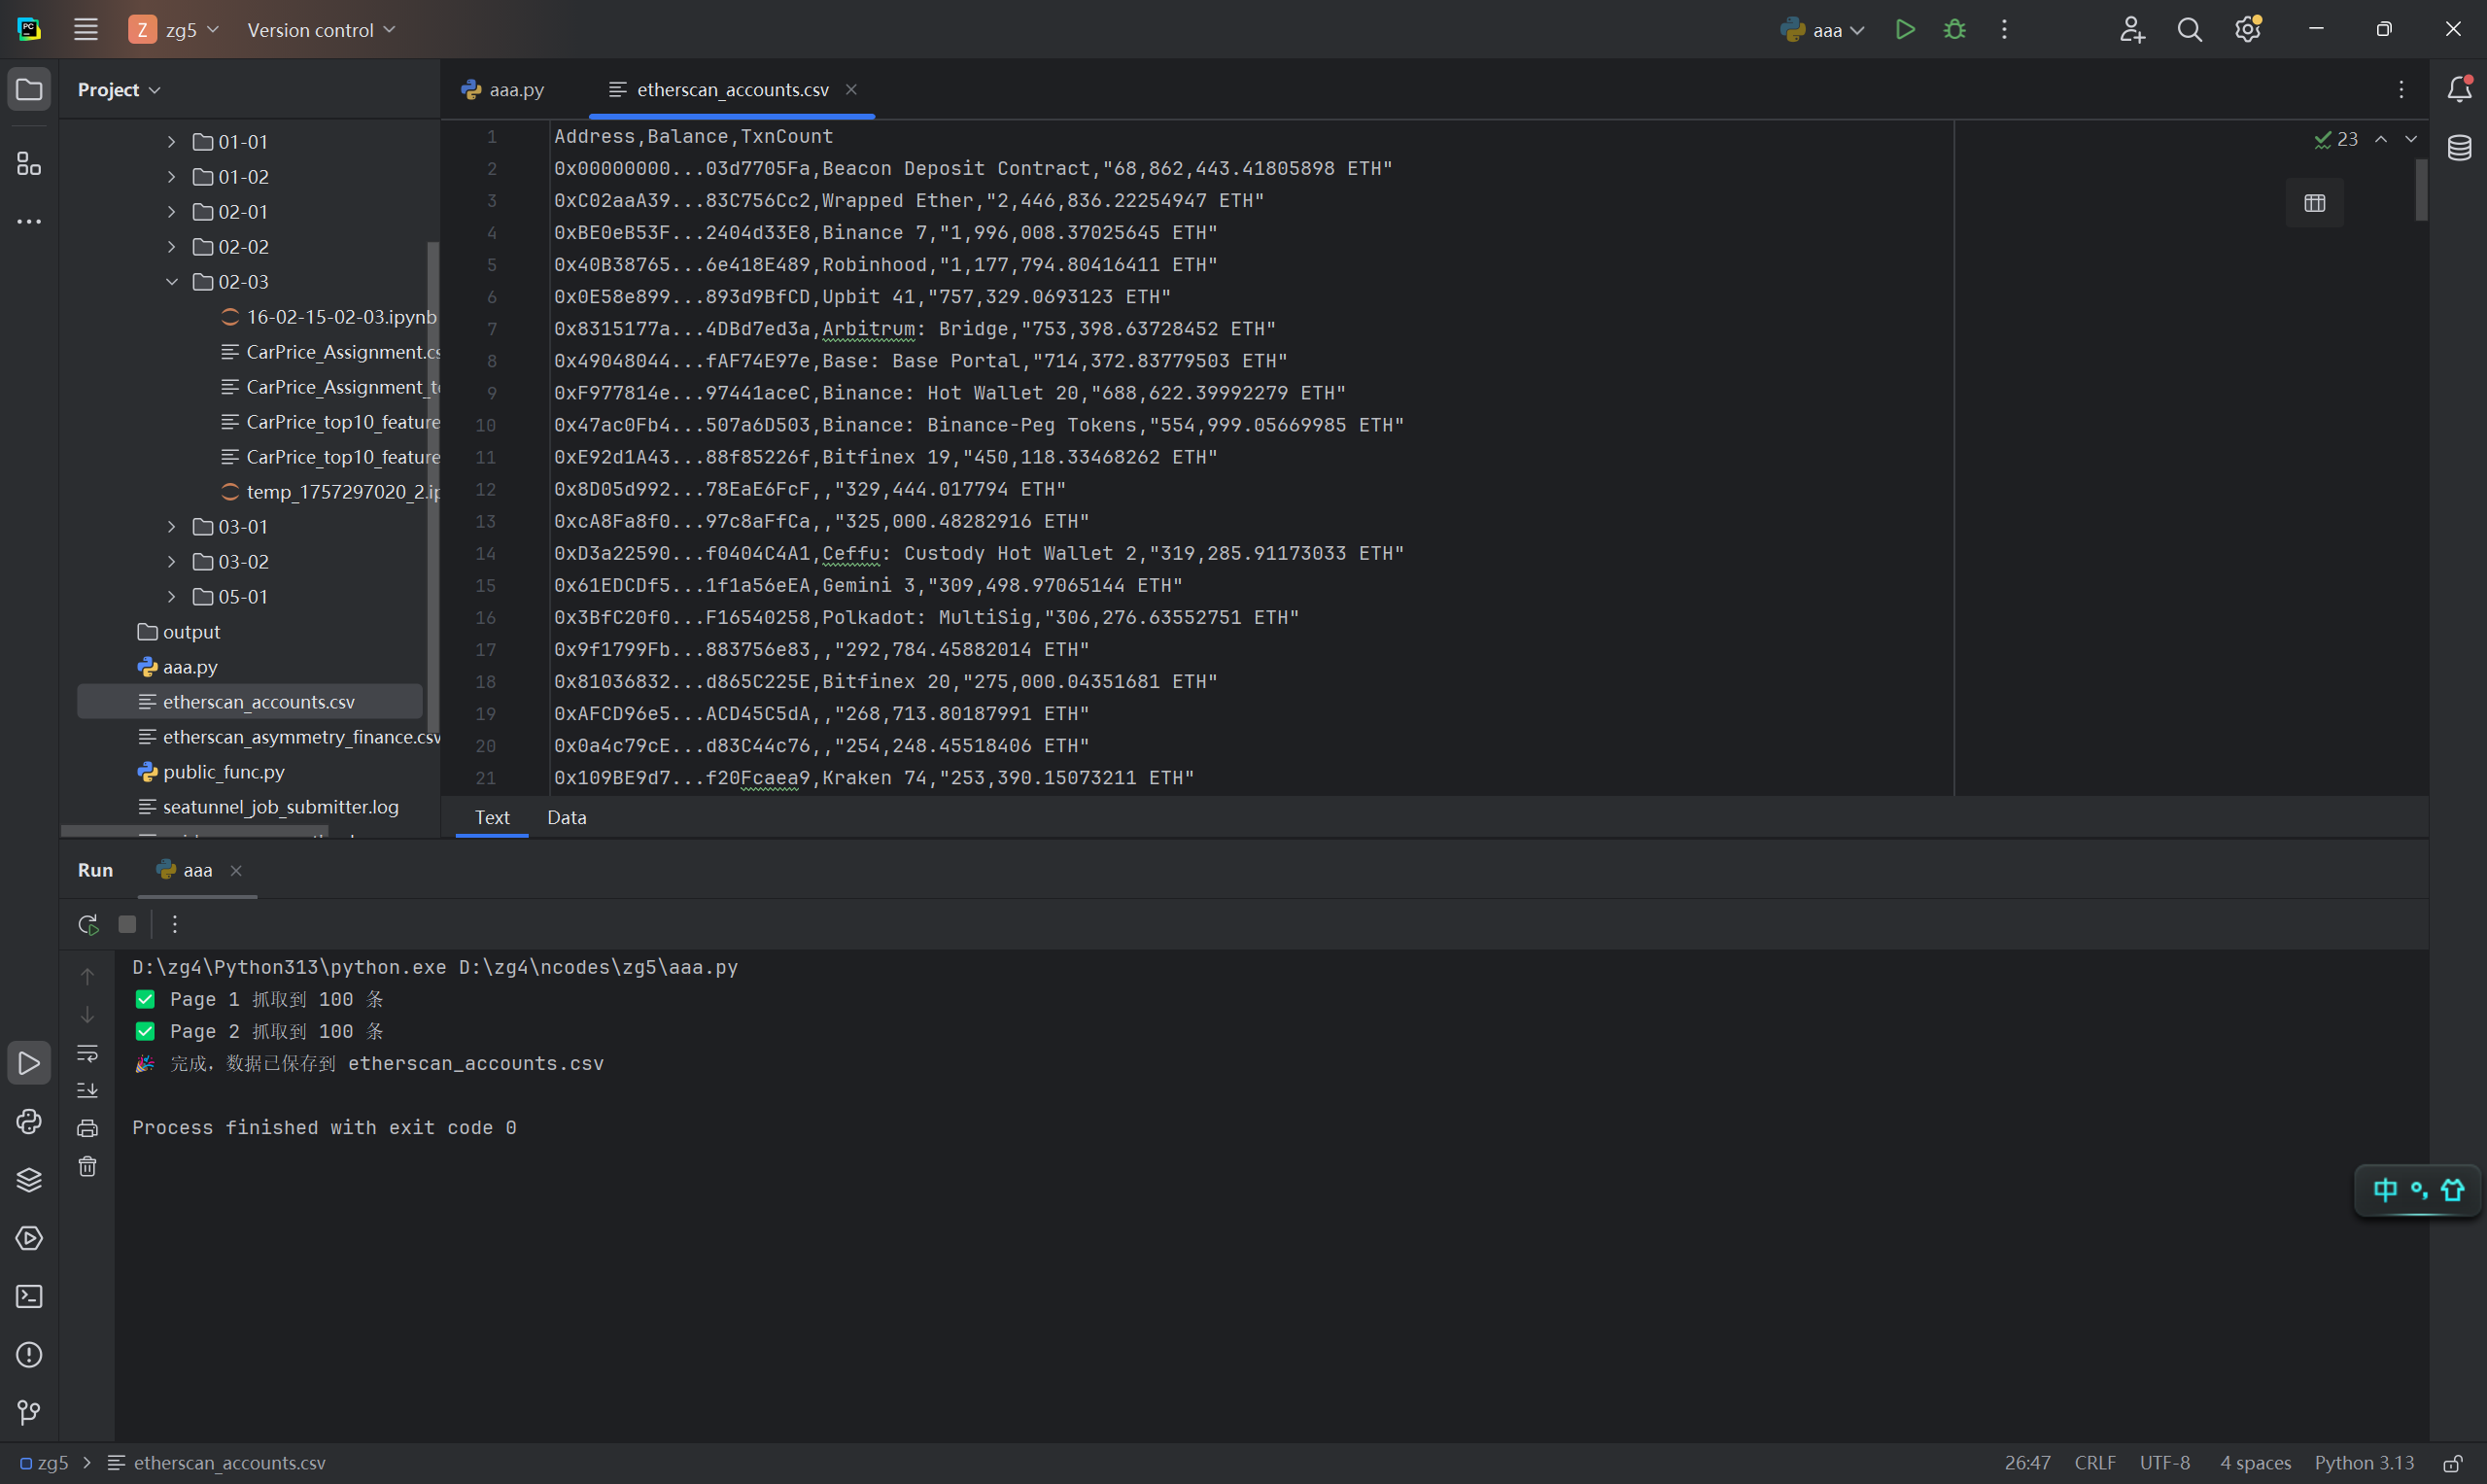 PC
Z zg5 Version control aaa
Project
aaa.py etherscan_accounts.csv
01-01
01-02
02-01
02-02
02-03
16-02-15-02-03.ipynb
CarPrice_Assignment.cs
CarPrice_Assignment_t
CarPrice_top10_feature
CarPrice_top10_feature
temp_1757297020_2.ip
03-01
03-02
05-01
output
aaa.py
etherscan_accounts.csv
etherscan_asymmetry_finance.csv
public_func.py
seatunnel_job_submitter.log
23
1 Address,Balance,TxnCount
2 0x00000000...03d7705Fa,Beacon Deposit Contract,"68,862,443.41805898 ETH"
3 0xC02aaA39...83C756Cc2,Wrapped Ether,"2,446,836.22254947 ETH"
4 0xBE0eB53F...2404d33E8,Binance 7,"1,996,008.37025645 ETH"
5 0x40B38765...6e418E489,Robinhood,"1,177,794.80416411 ETH"
6 0x0E58e899...893d9BfCD,Upbit 41,"757,329.0693123 ETH"
7 0x8315177a...4DBd7ed3a,Arbitrum: Bridge,"753,398.63728452 ETH"
8 0x49048044...fAF74E97e,Base: Base Portal,"714,372.83779503 ETH"
9 0xF977814e...97441aceC,Binance: Hot Wallet 20,"688,622.39992279 ETH"
10 0x47ac0Fb4...507a6D503,Binance: Binance-Peg Tokens,"554,999.05669985 ETH"
11 0xE92d1A43...88f85226f,Bitfinex 19,"450,118.33468262 ETH"
12 0x8D05d992...78EaE6FcF,,"329,444.017794 ETH"
13 0xcA8Fa8f0...97c8aFfCa,,"325,000.48282916 ETH"
14 0xD3a22590...f0404C4A1,Ceffu: Custody Hot Wallet 2,"319,285.91173033 ETH"
15 0x61EDCDf5...1f1a56eEA,Gemini 3,"309,498.97065144 ETH"
16 0x3BfC20f0...F16540258,Polkadot: MultiSig,"306,276.63552751 ETH"
17 0x9f1799Fb...883756e83,,"292,784.45882014 ETH"
18 0x81036832...d865C225E,Bitfinex 20,"275,000.04351681 ETH"
19 0xAFCD96e5...ACD45C5dA,,"268,713.80187991 ETH"
20 0x0a4c79cE...d83C44c76,,"254,248.45518406 ETH"
21 0x109BE9d7...f20Fcaea9,Kraken 74,"253,390.15073211 ETH"
Text Data
Run aaa
D:\zg4\Python313\python.exe D:\zg4\ncodes\zg5\aaa.py
✅ Page 1 抓取到 100 条
✅ Page 2 抓取到 100 条
🎉 完成，数据已保存到 etherscan_accounts.csv
Process finished with exit code 0
中
zg5 etherscan_accounts.csv 26:47 CRLF UTF-8 4 spaces Python 3.13